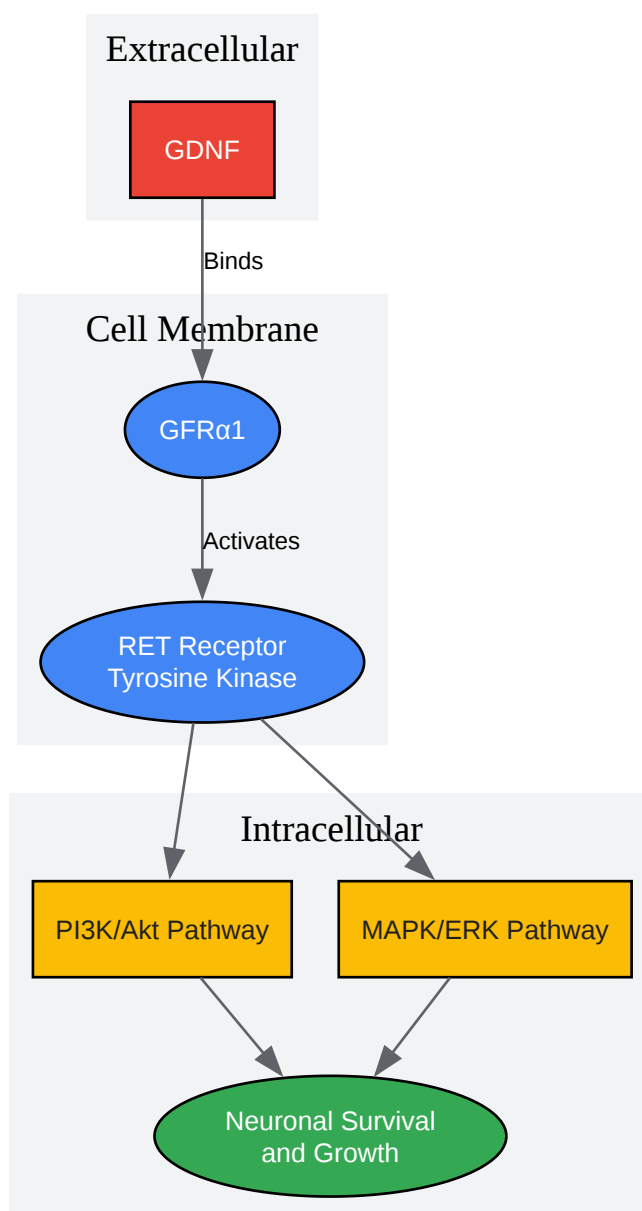 Extracellular
GDNF
Binds
Cell Membrane
GFRα1
Activates
RET Receptor
Tyrosine Kinase
Intracellular
PI3K/Akt Pathway
MAPK/ERK Pathway
Neuronal Survival
and Growth